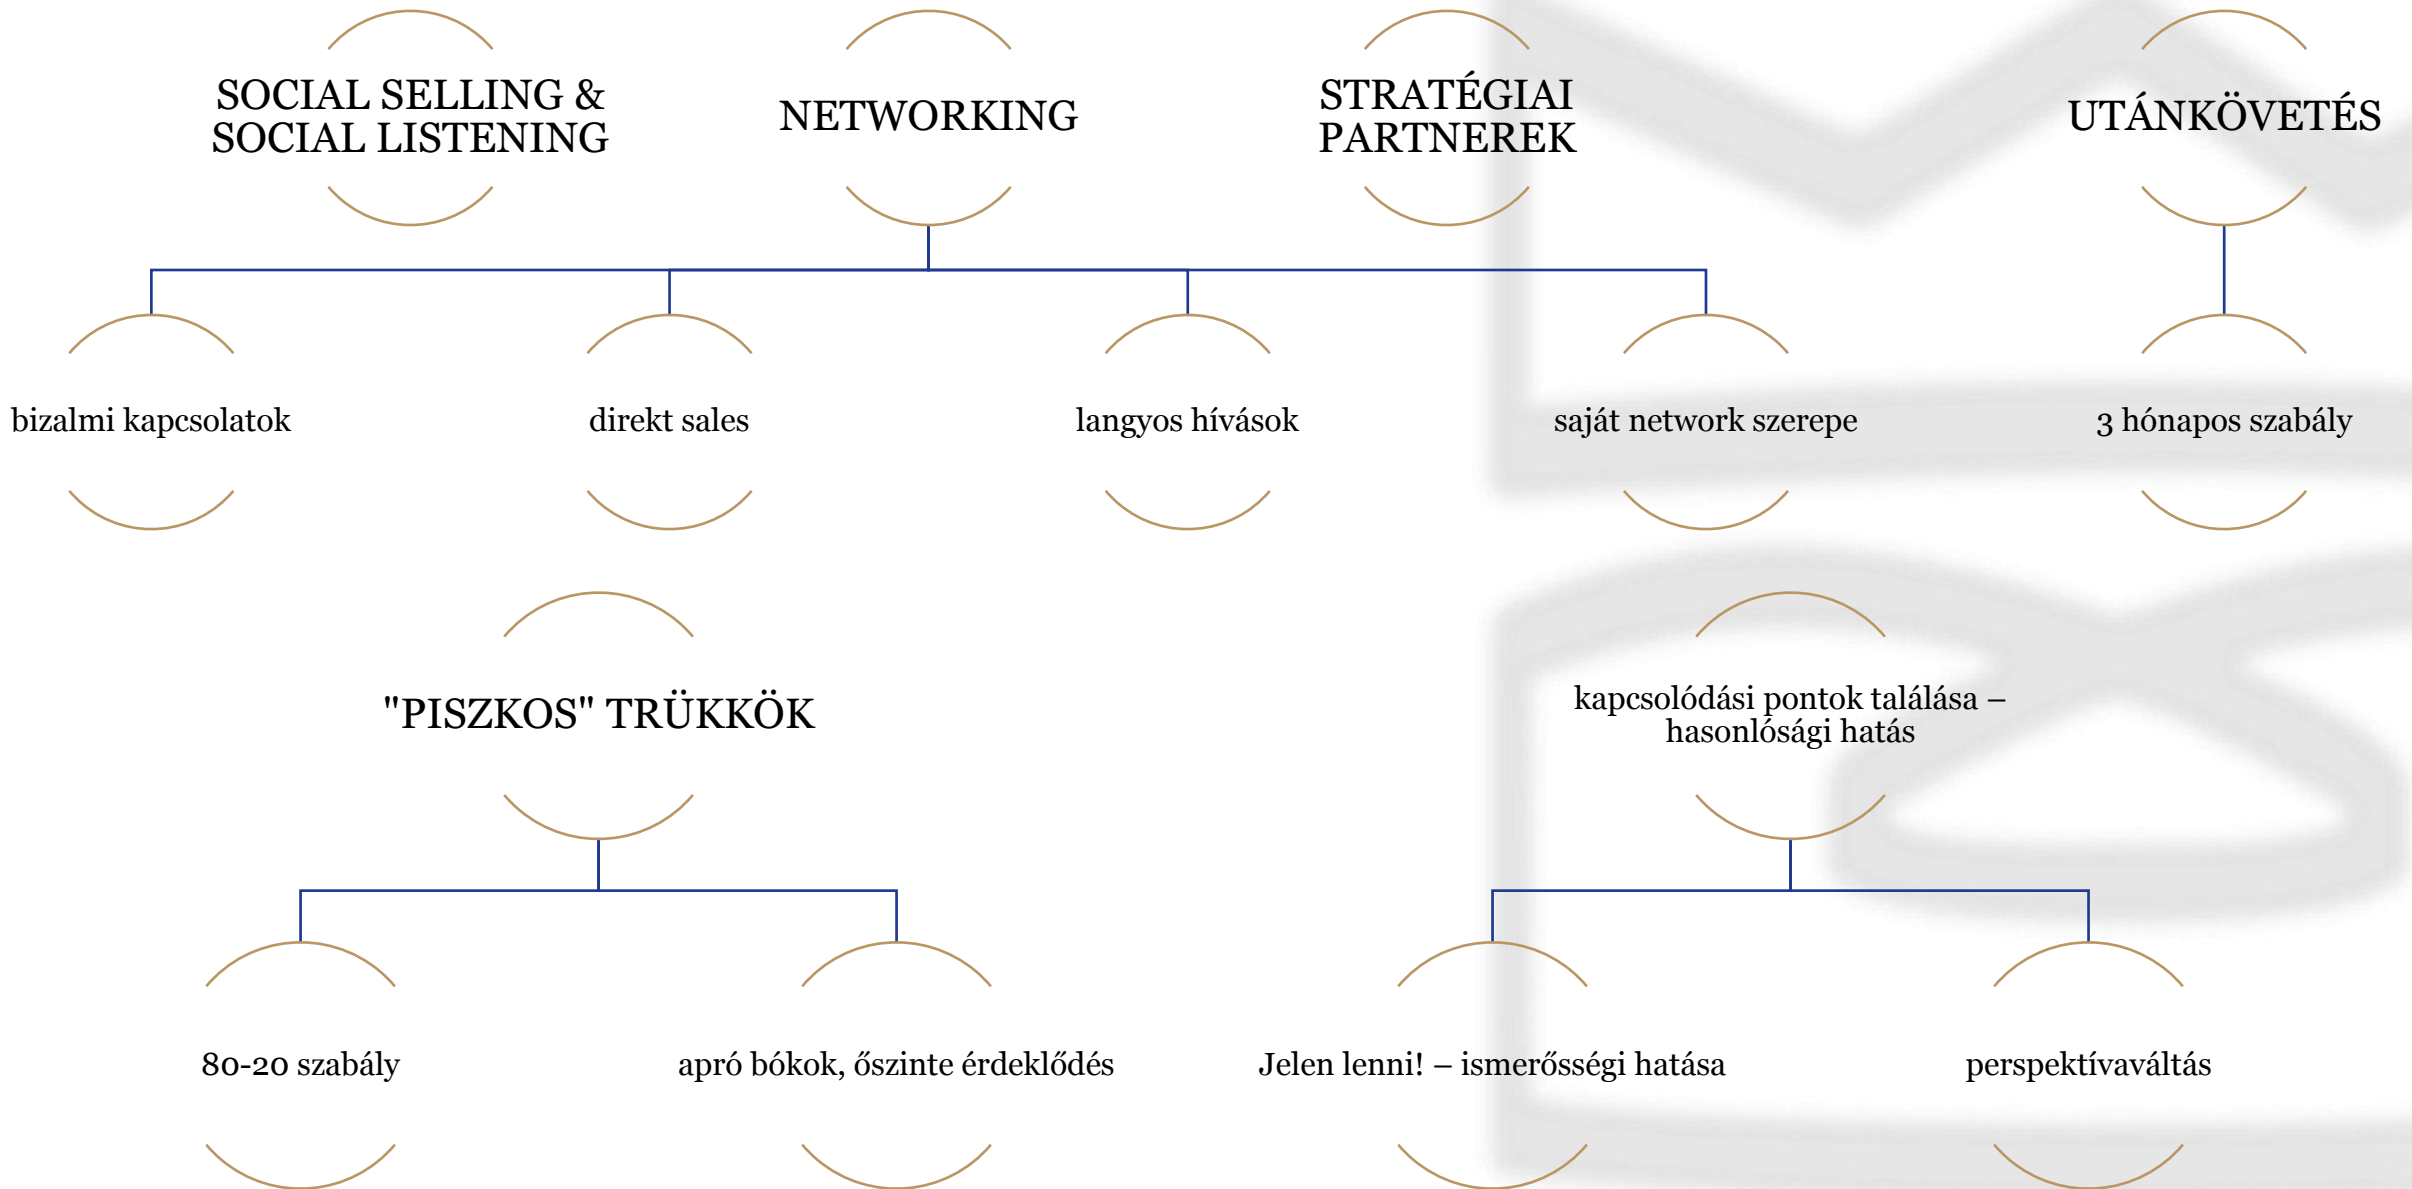 SOCIAL SELLING &
SOCIAL LISTENING
NETWORKING
STRATÉGIAI
PARTNEREK
UTÁNKÖVETÉS
bizalmi kapcsolatok
direkt sales
langyos hívások
saját network szerepe
3 hónapos szabály
"PISZKOS" TRÜKKÖK
kapcsolódási pontok találása –
hasonlósági hatás
80-20 szabály
apró bókok, őszinte érdeklődés
Jelen lenni! – ismerősségi hatása
perspektívaváltás